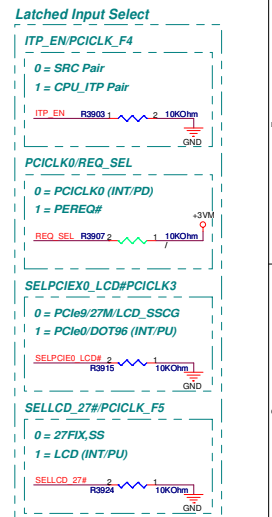 Latched Input Select
ITP_EN/PCICLK_F4
0 = SRC Pair
1 = CPU_ITP Pair
ITP_EN R3903 1 2 10KOhm
GND
PCICLK0/REQ_SEL
0 = PCICLK0 (INT/PD)
1 = PEREQ#
+3VM
REQ_SEL R3907 2 1 10KOhm
/
SELPCIEX0_LCD#PCICLK3
0 = PCIe9/27M/LCD_SSCG
1 = PCIe0/DOT96 (INT/PU)
SELPCIE0_LCD# 2 1
R3915 10KOhm
GND
SELLCD_27#/PCICLK_F5
0 = 27FIX,SS
1 = LCD (INT/PU)
SELLCD_27# 2 1
R3924 10KOhm
GND